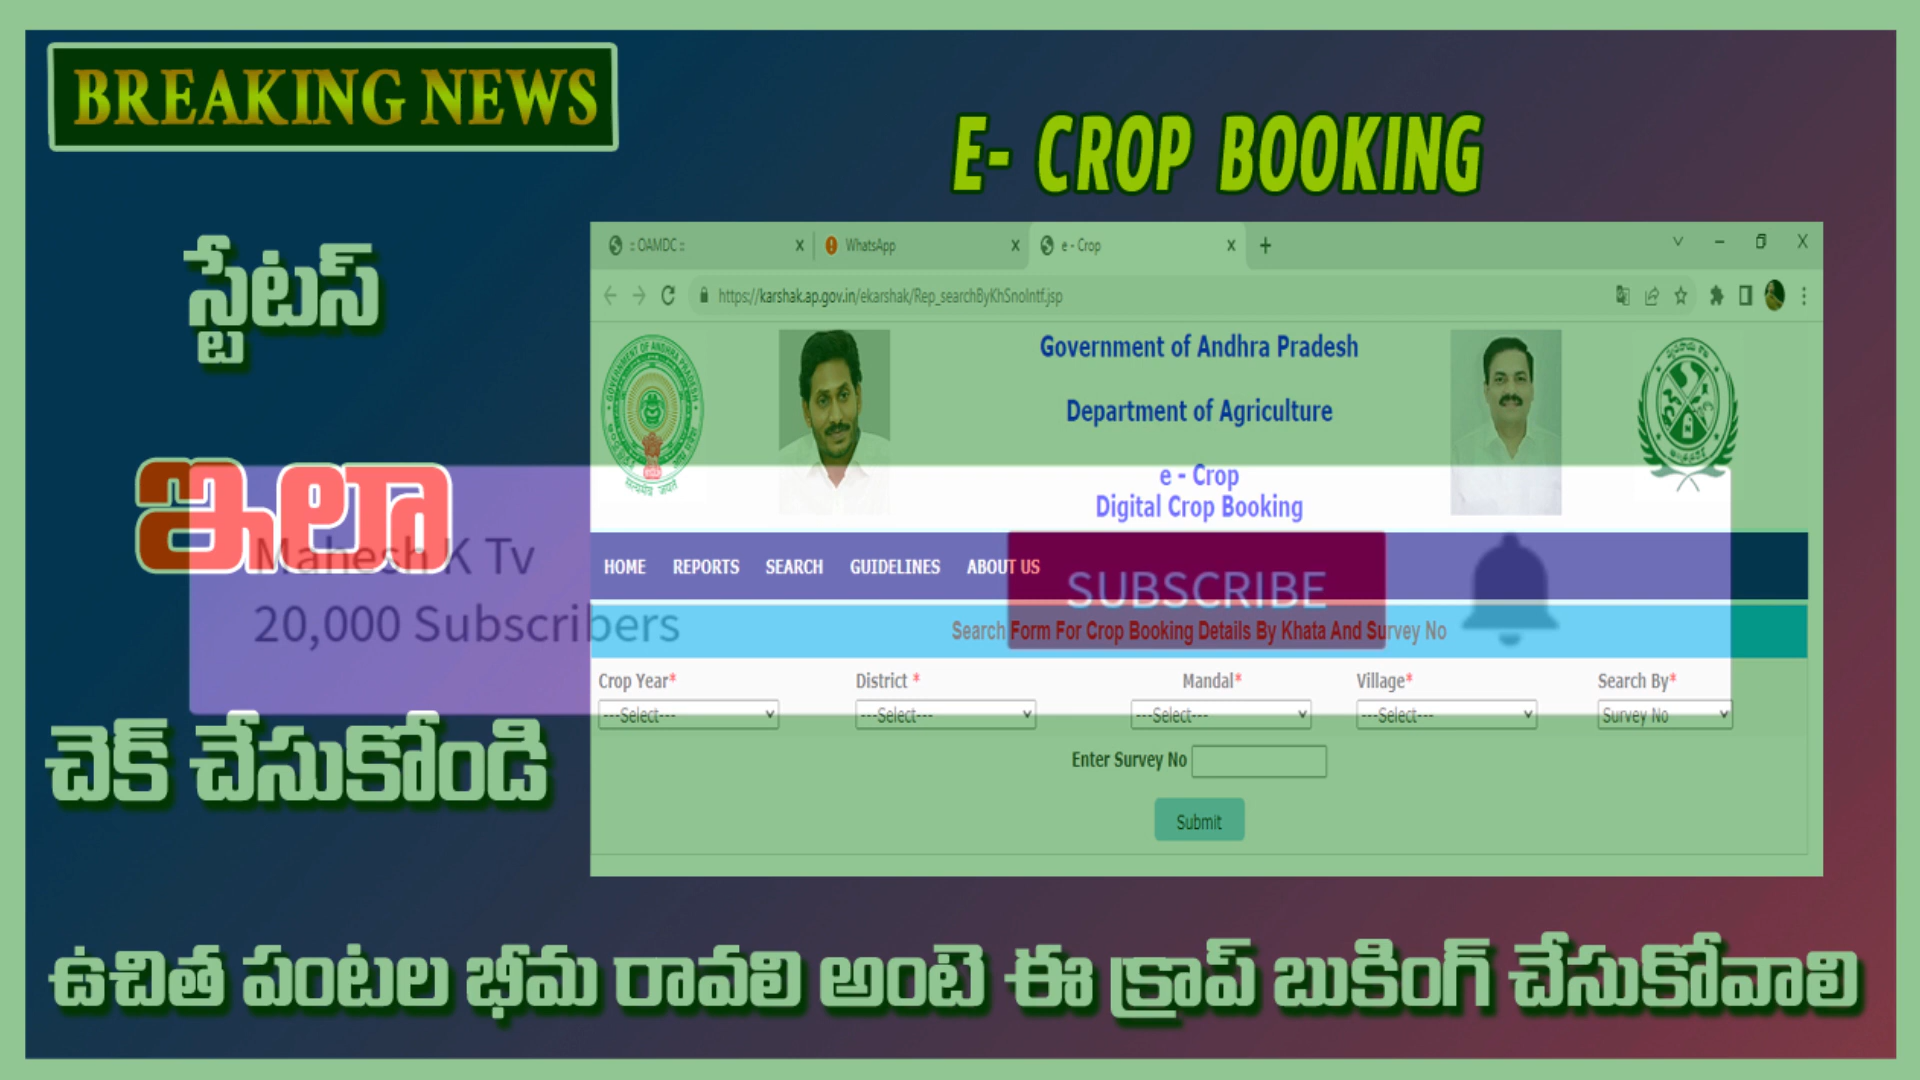 BREAKING NEWS
E- CROP BOOKING
స్టేటస్
ఇలా
చెక్ చేసుకోండి
:: OAMDC ::
WhatsApp
e - Crop
https://karshak.ap.gov.in/ekarshak/Rep_searchByKhSnoIntf.jsp
Government of Andhra Pradesh
Department of Agriculture
e - Crop
Digital Crop Booking
HOME REPORTS SEARCH GUIDELINES ABOUT US
Mahesh K Tv
20,000 Subscribers
SUBSCRIBE
Search Form For Crop Booking Details By Khata And Survey No
Crop Year* District * Mandal* Village* Search By*
---Select--- ---Select--- ---Select--- ---Select--- Survey No
Enter Survey No
Submit
ఉచిత పంటల భీమ రావలి అంటె ఈ క్రాప్ బుకింగ్ చేసుకోవాలి